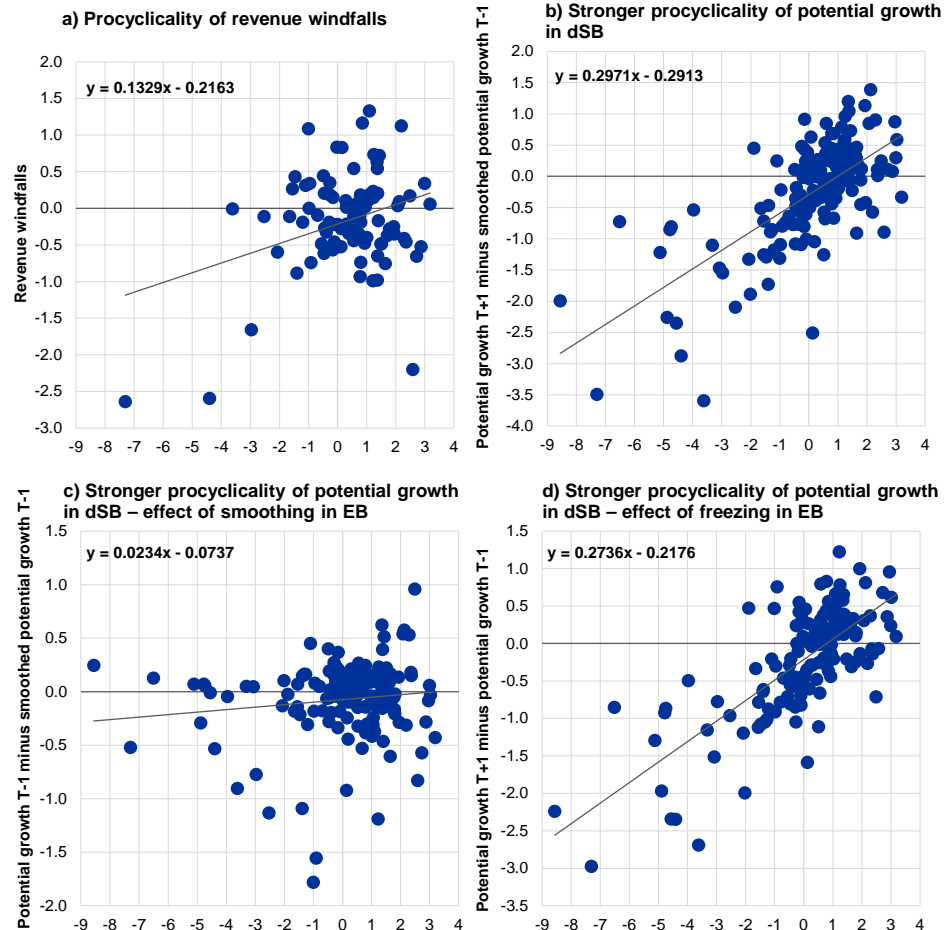 a) Procyclicality of revenue windfalls
Revenue windfalls
y = 0.1329x - 0.2163
2.0
1.5
1.0
0.5
0.0
-0.5
-1.0
-1.5
-2.0
-2.5
-3.0
-9 -8 -7 -6 -5 -4 -3 -2 -1 0 1 2 3 4
b) Stronger procyclicality of potential growth
in dSB
Potential growth T+1 minus smoothed potential growth T-1
y = 0.2971x - 0.2913
2.0
1.5
1.0
0.5
0.0
-0.5
-1.0
-1.5
-2.0
-2.5
-3.0
-3.5
-4.0
-9 -8 -7 -6 -5 -4 -3 -2 -1 0 1 2 3 4
c) Stronger procyclicality of potential growth
in dSB – effect of smoothing in EB
Potential growth T-1 minus smoothed potential growth T-1
y = 0.0234x - 0.0737
1.5
1.0
0.5
0.0
-0.5
-1.0
-1.5
-2.0
-9 -8 -7 -6 -5 -4 -3 -2 -1 0 1 2 3 4
d) Stronger procyclicality of potential growth
in dSB – effect of freezing in EB
Potential growth T+1 minus potential growth T-1
y = 0.2736x - 0.2176
1.5
1.0
0.5
0.0
-0.5
-1.0
-1.5
-2.0
-2.5
-3.0
-3.5
-9 -8 -7 -6 -5 -4 -3 -2 -1 0 1 2 3 4